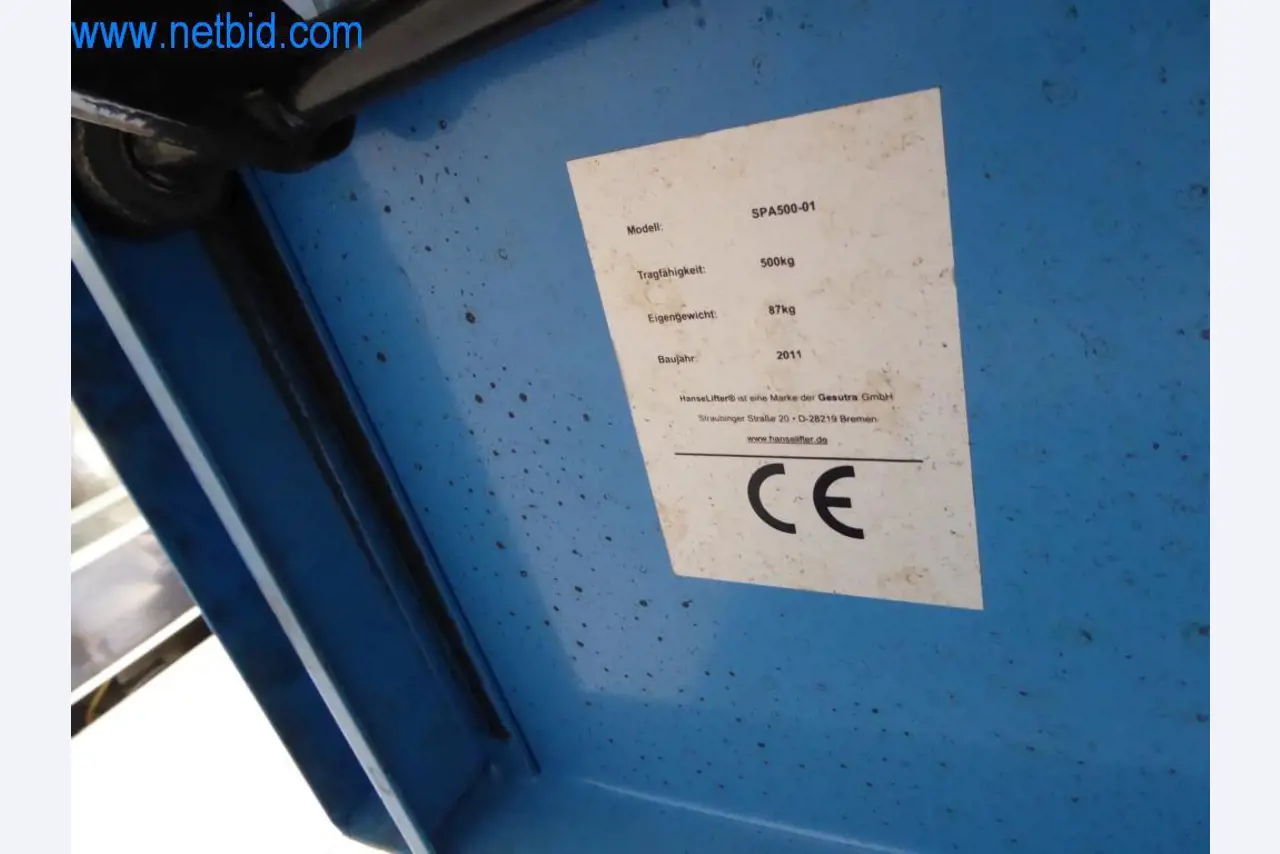 www.netbid.com
Modell: SPA500-01
Tragfähigkeit: 500kg
Eigengewicht: 87kg
Baujahr: 2011
HanseLifter® ist eine Marke der Gesutra GmbH
Straubinger Straße 20 • D-28219 Bremen
www.hanselifter.de
CE